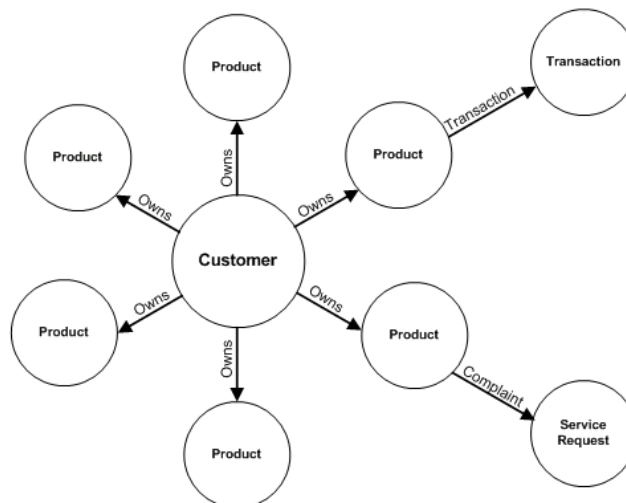 Product
Transaction
Transaction
Product
Product
Owns
Owns
Owns
Customer
Owns
Owns
Owns
Product
Product
Complaint
Product
Service
Request